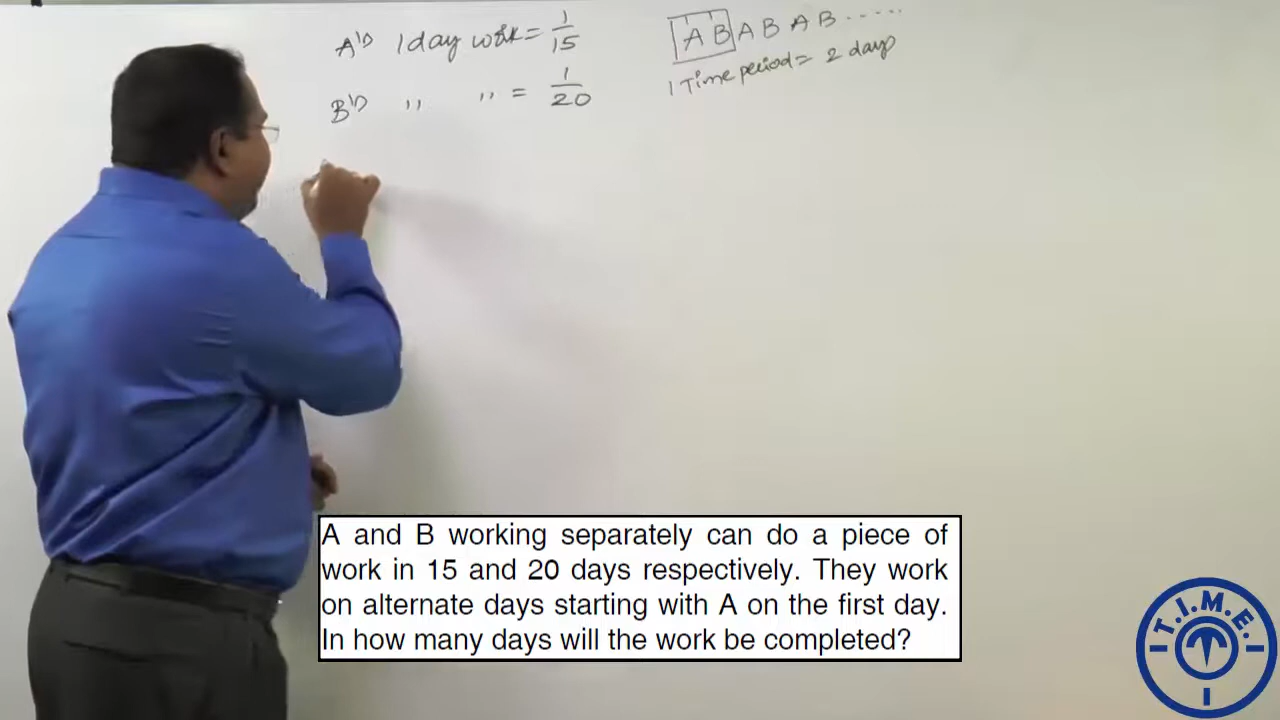 A's 1 day work = 1/15
B's " " = 1/20
A B A B A B .....
1 Time period = 2 days
A and B working separately can do a piece of
work in 15 and 20 days respectively. They work
on alternate days starting with A on the first day.
In how many days will the work be completed?
T.I.M.E.